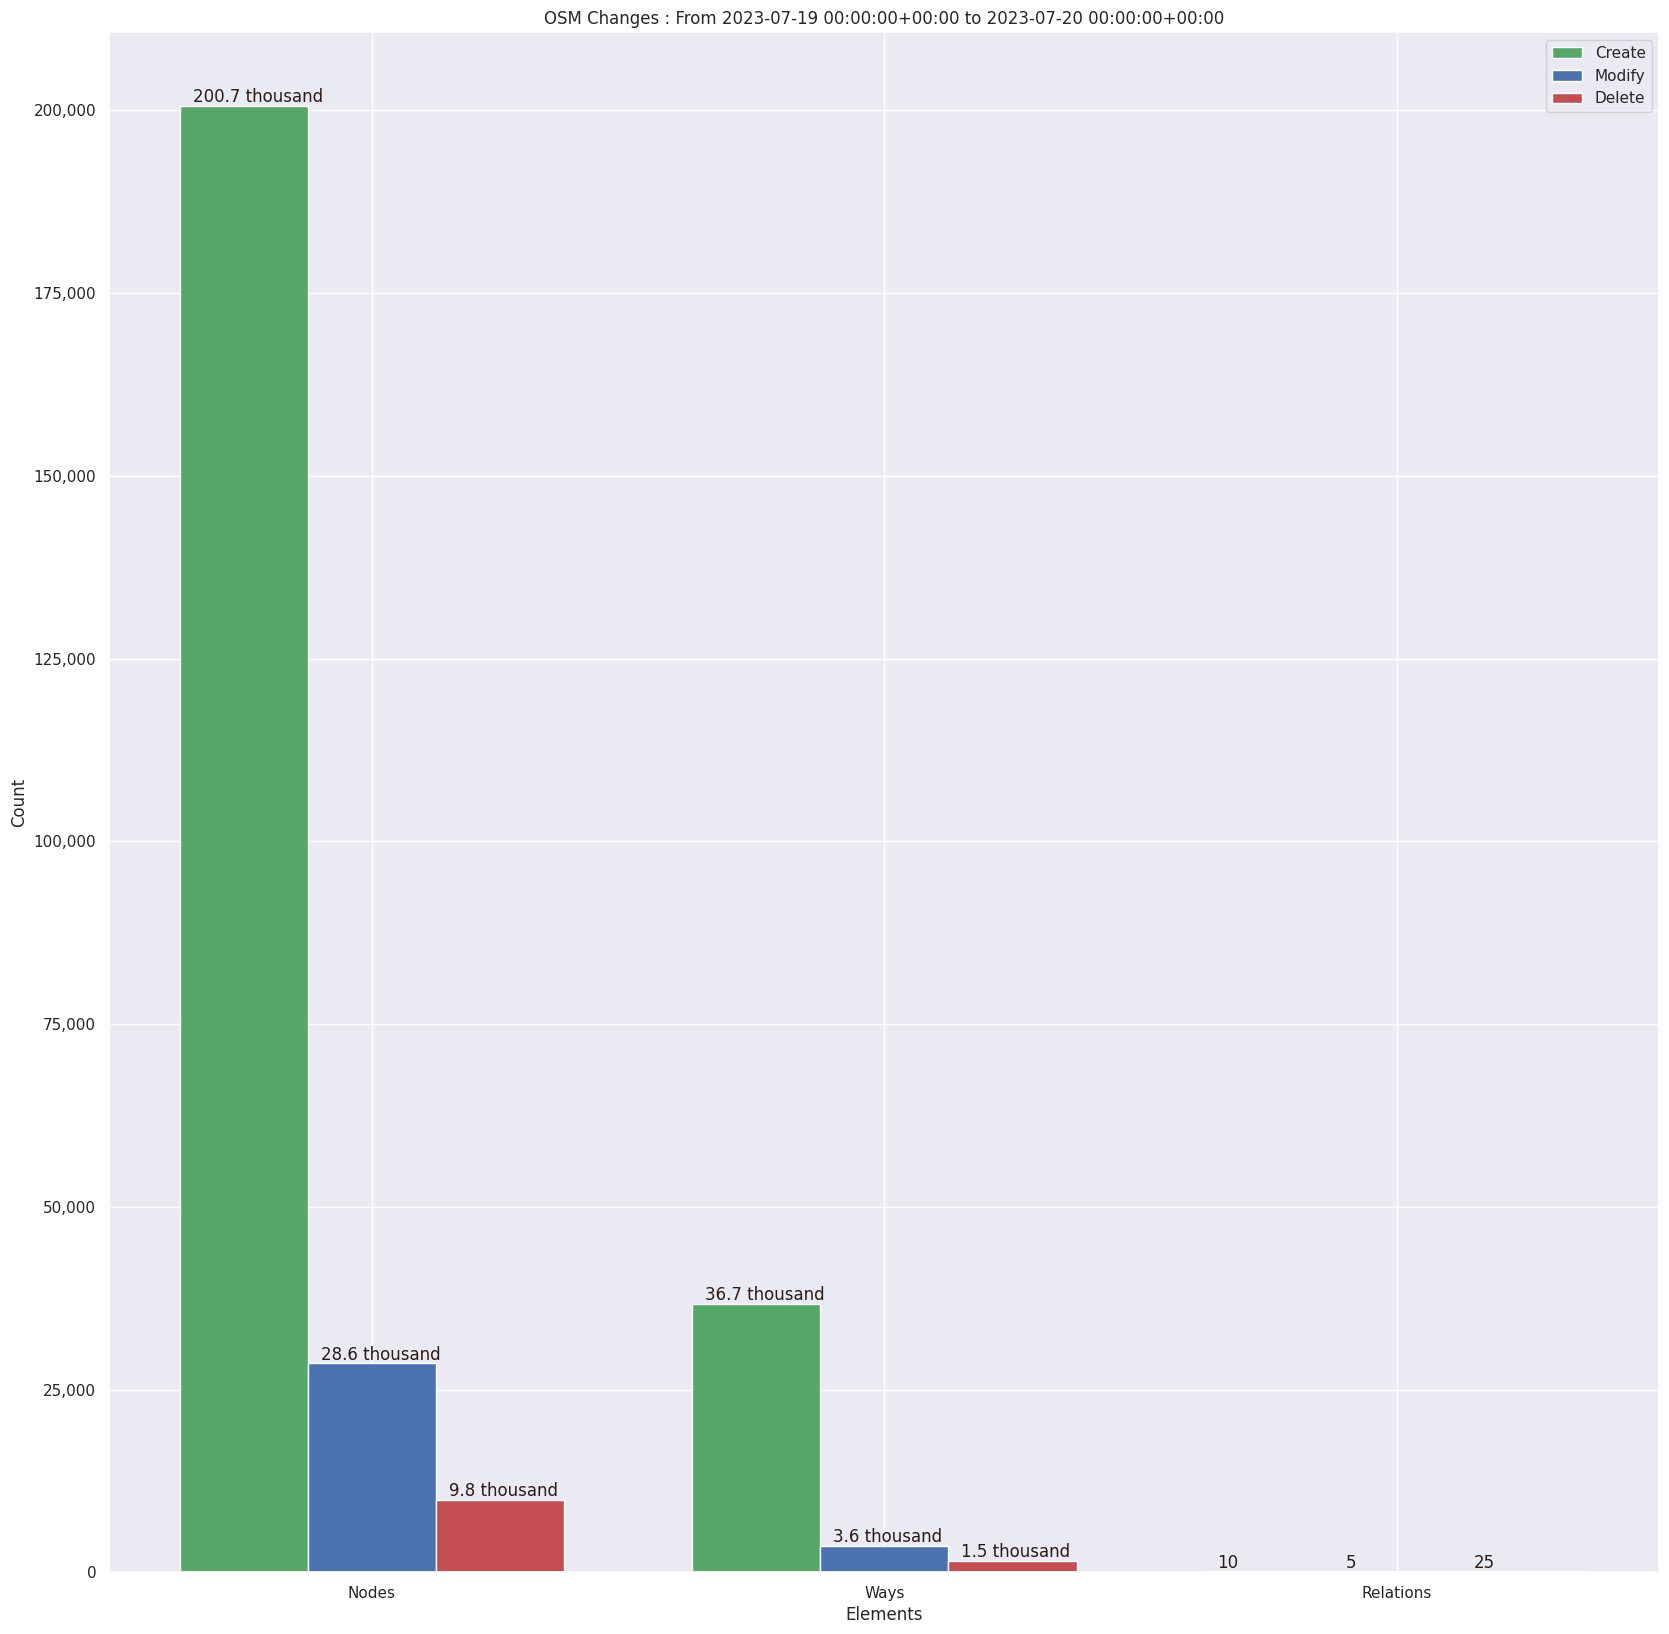 OSM Changes : From 2023-07-19 00:00:00+00:00 to 2023-07-20 00:00:00+00:00
Create
Modify
Delete
200.7 thousand
200,000
175,000
150,000
125,000
100,000
Count
75,000
50,000
36.7 thousand
28.6 thousand
25,000
9.8 thousand
3.6 thousand
1.5 thousand
10 5 25
0
Nodes Ways Relations
Elements